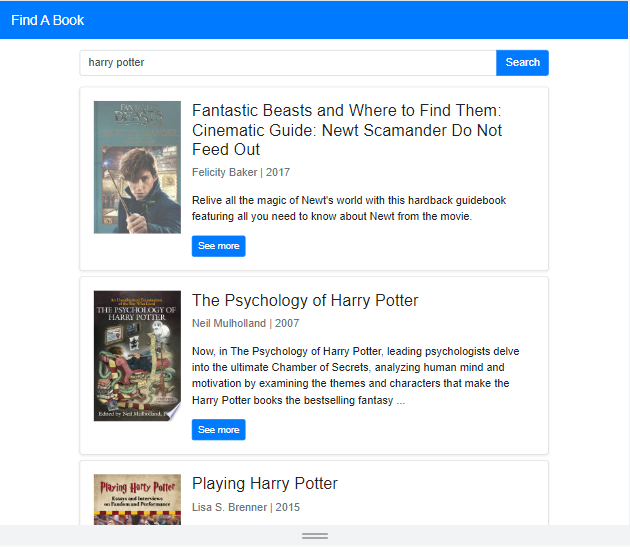 Find A Book
harry potter
Search
Fantastic Beasts and Where to Find Them:
Cinematic Guide: Newt Scamander Do Not
Feed Out
Felicity Baker | 2017
Relive all the magic of Newt's world with this hardback guidebook
featuring all you need to know about Newt from the movie.
See more
THE PSYCHOLOGY OF
HARRY POTTER
Edited by Neil Mulholland,
The Psychology of Harry Potter
Neil Mulholland | 2007
Now, in The Psychology of Harry Potter, leading psychologists delve
into the ultimate Chamber of Secrets, analyzing human mind and
motivation by examining the themes and characters that make the
Harry Potter books the bestselling fantasy ...
See more
Playing Harry Potter
Essays and Interviews
on Fandom and Performance
Playing Harry Potter
Lisa S. Brenner | 2015